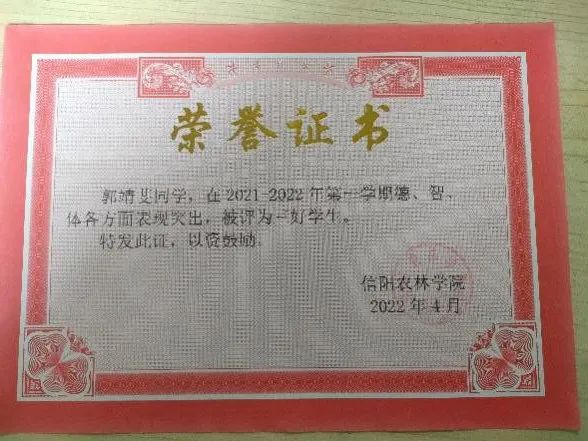 荣誉证书
郭靖旻同学，在2021-2022年第一学期德、智、
体各方面表现突出，被评为三好学生。
特发此证，以资鼓励。
信阳农林学院
2022年4月